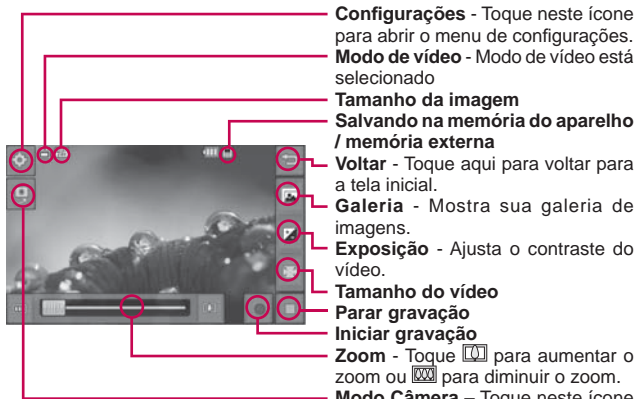 Configurações - Toque neste ícone
para abrir o menu de configurações.
Modo de vídeo - Modo de vídeo está
selecionado
Tamanho da imagem
Salvando na memória do aparelho
/ memória externa
Voltar - Toque aqui para voltar para
a tela inicial.
Galeria - Mostra sua galeria de
imagens.
Exposição - Ajusta o contraste do
vídeo.
Tamanho do vídeo
Parar gravação
Iniciar gravação
Zoom - Toque para aumentar o
zoom ou para diminuir o zoom.
Modo Câmera – Toque neste ícone